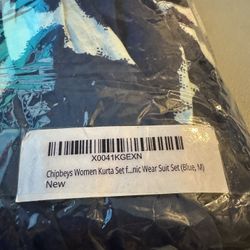 X0041KGEXN
Chipbeys Women Kurta Set f...nic Wear Suit Set (Blue, M)
New